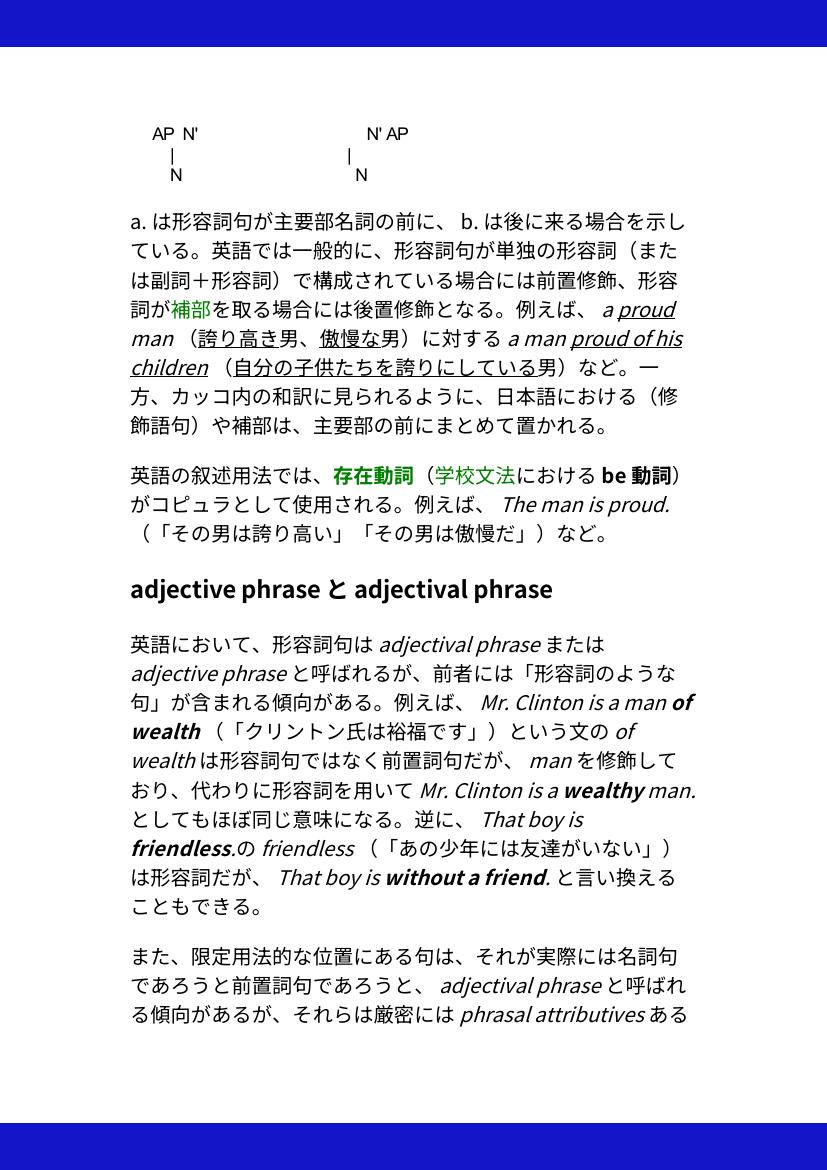 AP N' N' AP
| |
N N
a. は形容詞句が主要部名詞の前に、 b. は後に来る場合を示し
ている。英語では一般的に、形容詞句が単独の形容詞（また
は副詞＋形容詞）で構成されている場合には前置修飾、形容
詞が補部を取る場合には後置修飾となる。例えば、 a proud
man （誇り高き男、傲慢な男）に対する a man proud of his
children （自分の子供たちを誇りにしている男）など。一
方、カッコ内の和訳に見られるように、日本語における（修
飾語句）や補部は、主要部の前にまとめて置かれる。
英語の叙述用法では、存在動詞（学校文法における be 動詞）
がコピュラとして使用される。例えば、 The man is proud.
（「その男は誇り高い」「その男は傲慢だ」）など。
adjective phrase と adjectival phrase
英語において、形容詞句は adjectival phrase または
adjective phrase と呼ばれるが、前者には「形容詞のような
句」が含まれる傾向がある。例えば、 Mr. Clinton is a man of
wealth （「クリントン氏は裕福です」）という文の of
wealth は形容詞句ではなく前置詞句だが、 man を修飾して
おり、代わりに形容詞を用いて Mr. Clinton is a wealthy man.
としてもほぼ同じ意味になる。逆に、 That boy is
friendless.の friendless （「あの少年には友達がいない」）
は形容詞だが、 That boy is without a friend. と言い換える
こともできる。
また、限定用法的な位置にある句は、それが実際には名詞句
であろうと前置詞句であろうと、 adjectival phrase と呼ばれ
る傾向があるが、それらは厳密には phrasal attributives ある